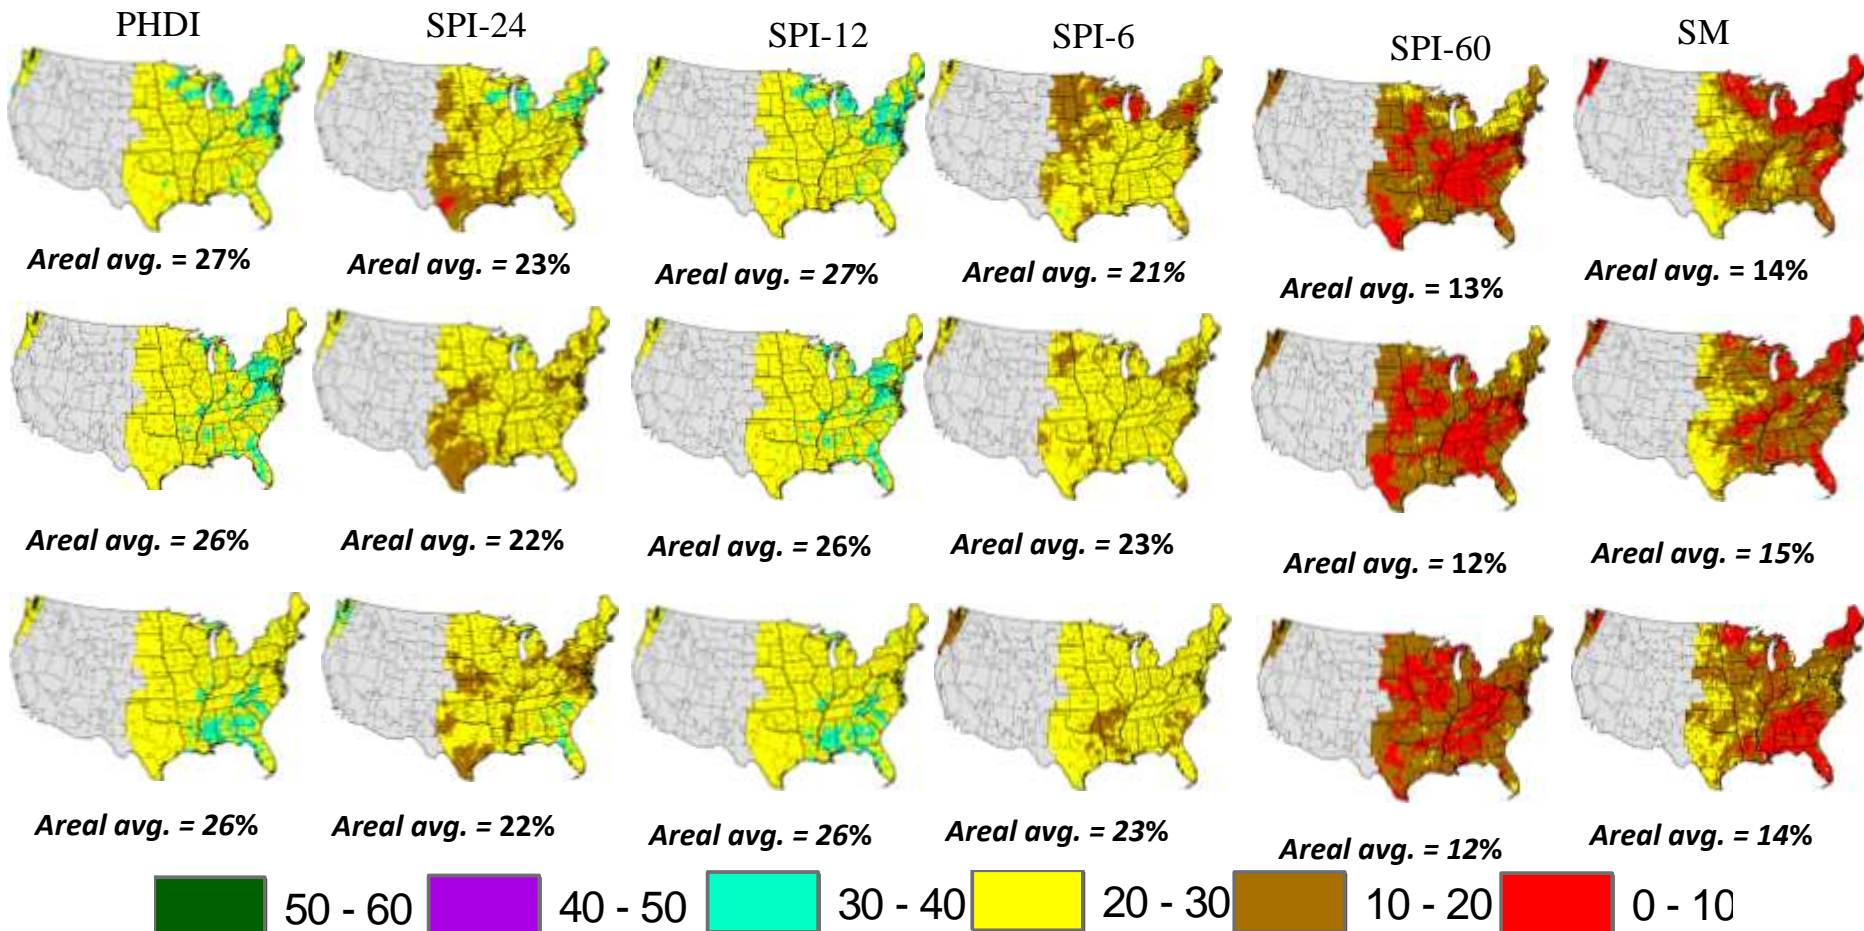 PHDI
SPI-24
SPI-12
SPI-6
SPI-60
SM
Areal avg. = 27%
Areal avg. = 23%
Areal avg. = 27%
Areal avg. = 21%
Areal avg. = 13%
Areal avg. = 14%
Areal avg. = 26%
Areal avg. = 22%
Areal avg. = 26%
Areal avg. = 23%
Areal avg. = 12%
Areal avg. = 15%
Areal avg. = 26%
Areal avg. = 22%
Areal avg. = 26%
Areal avg. = 23%
Areal avg. = 12%
Areal avg. = 14%
50 - 60
40 - 50
30 - 40
20 - 30
10 - 20
0 - 10